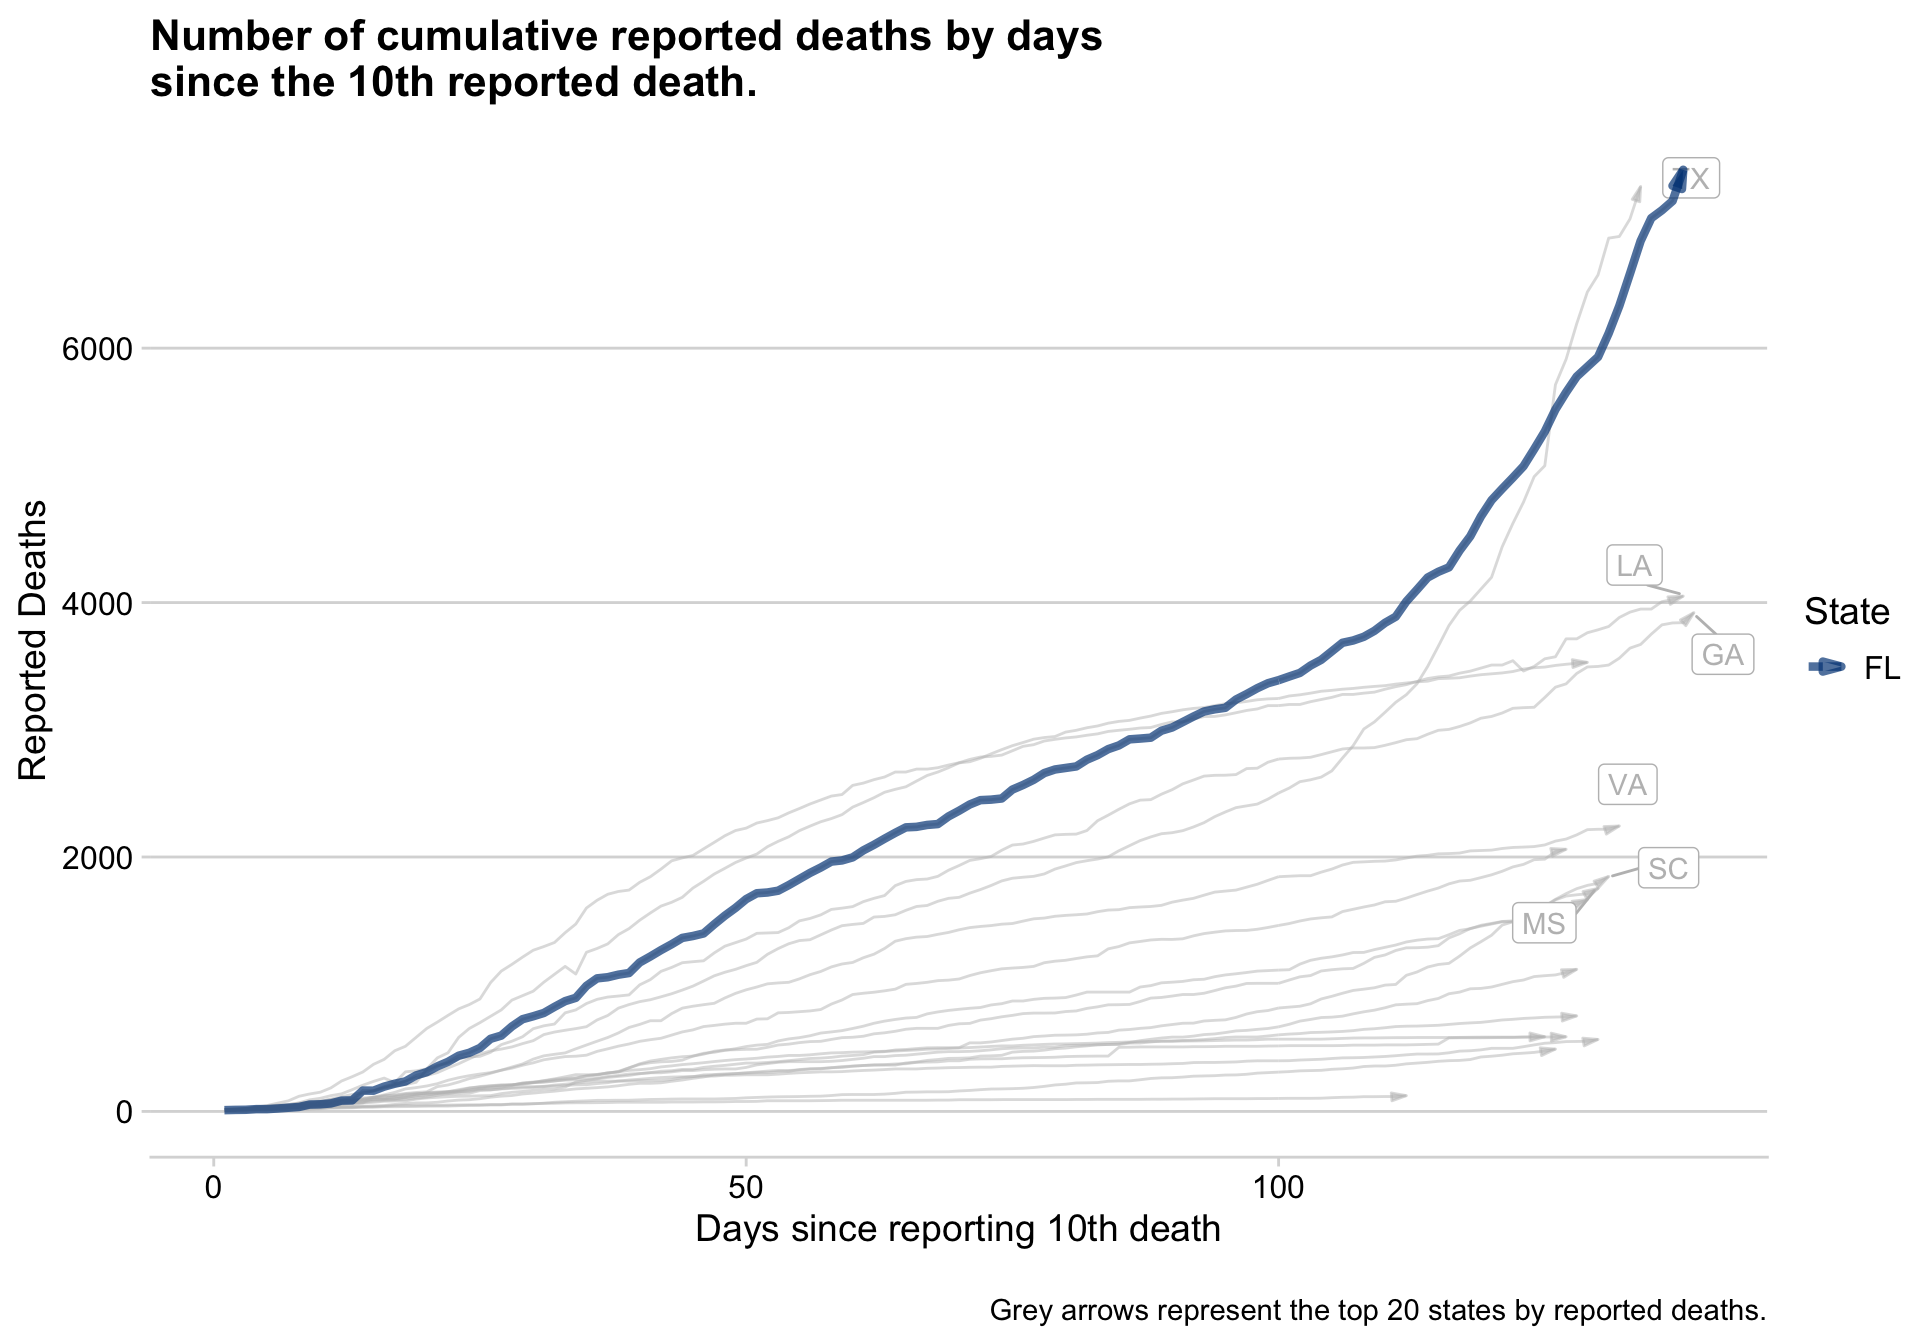 Number of cumulative reported deaths by days
since the 10th reported death.
TX
6000
LA
4000
State
GA
FL
Reported Deaths
VA
2000
SC
MS
0
0
50
100
Days since reporting 10th death
Grey arrows represent the top 20 states by reported deaths.